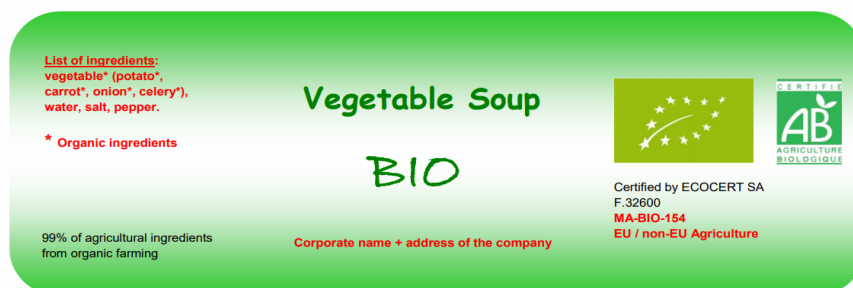 List of ingredients:
vegetable* (potato*,
carrot*, onion*, celery*),
water, salt, pepper.
* Organic ingredients
99% of agricultural ingredients
from organic farming
Vegetable Soup
BIO
Corporate name + address of the company
CERTIFIÉ
AB
AGRICULTURE
BIOLOGIQUE
Certified by ECOCERT SA
F.32600
MA-BIO-154
EU / non-EU Agriculture